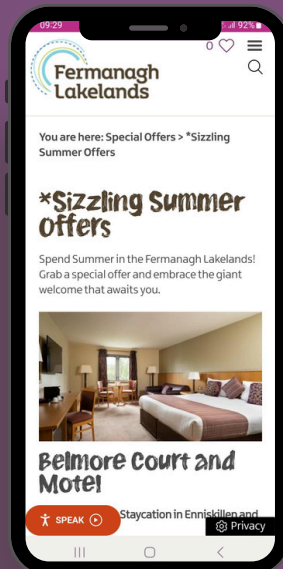 09:29
92%
0
Fermanagh
Lakelands
You are here: Special Offers > *Sizzling
Summer Offers
*Sizzling Summer
Offers
Spend Summer in the Fermanagh Lakelands!
Grab a special offer and embrace the giant
welcome that awaits you.
Belmore Court and
Motel
Staycation in Enniskillen and
SPEAK
Privacy